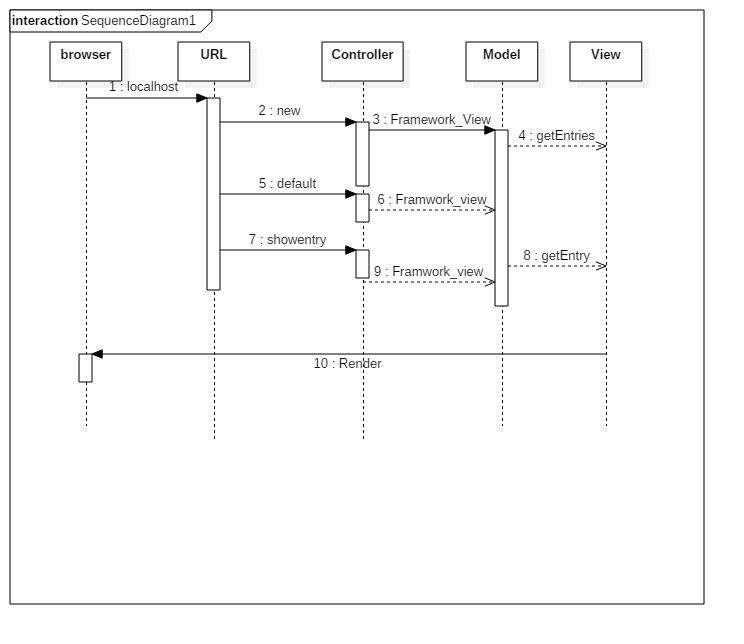 interaction SequenceDiagram1
browser
URL
Controller
Model
View
1 : localhost
2 : new
3 : Framework_View
4 : getEntries
5 : default
6 : Framwork_view
7 : showentry
8 : getEntry
9 : Framwork_view
10 : Render